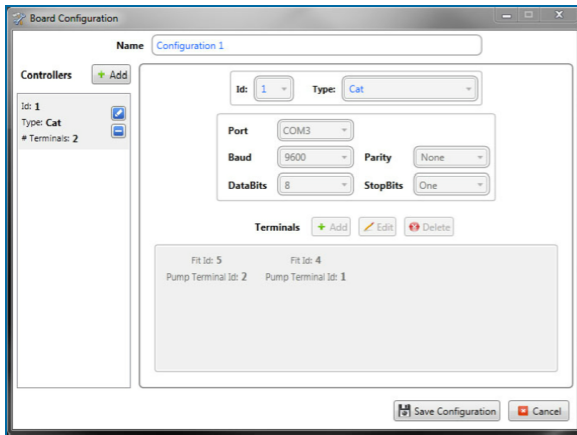 Board Configuration
Name Configuration 1
Controllers + Add
Id: 1 Type: Cat
Id: 1
Type: Cat
# Terminals: 2
Port COM3
Baud 9600 Parity None
DataBits 8 StopBits One
Terminals + Add Edit Delete
Fit Id: 5 Fit Id: 4
Pump Terminal Id: 2 Pump Terminal Id: 1
Save Configuration Cancel